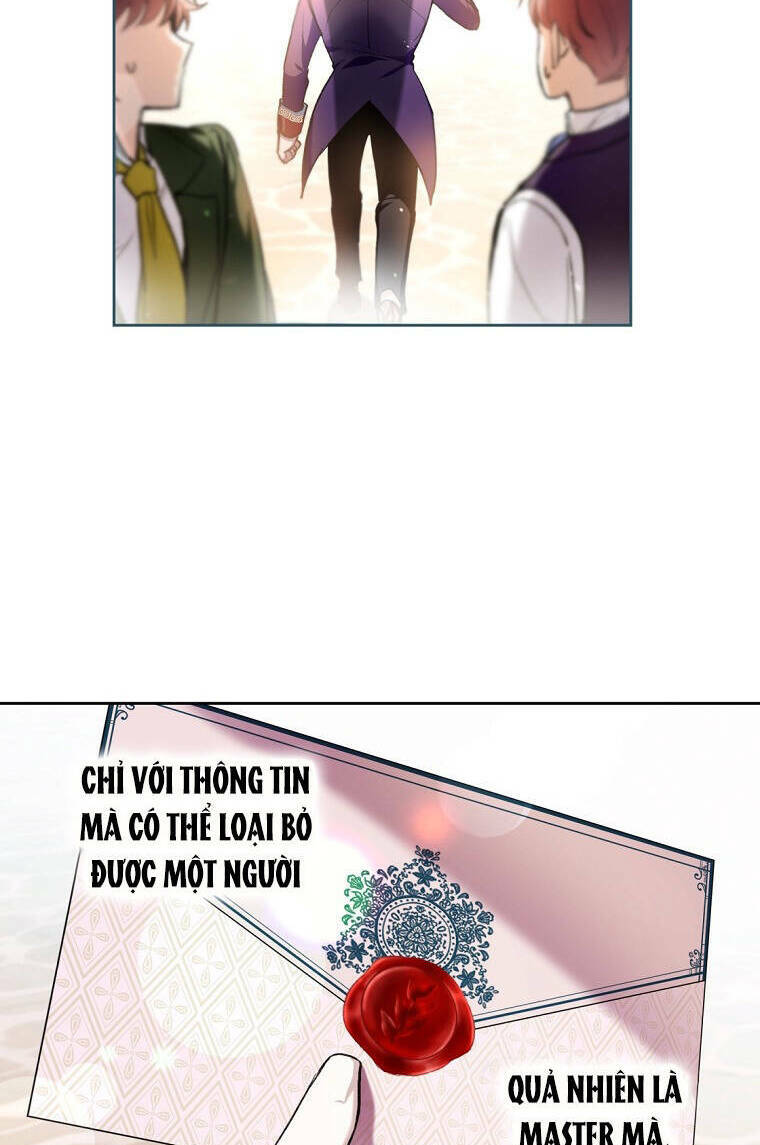 CHỈ VỚI THÔNG TIN
MÀ CÓ THỂ LOẠI BỎ
ĐƯỢC MỘT NGƯỜI
QUẢ NHIÊN LÀ
MASTER MÀ.